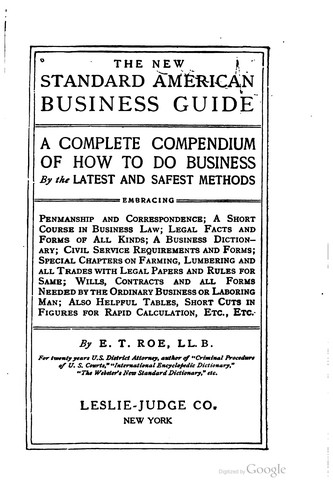 THE NEW
STANDARD AMERICAN
BUSINESS GUIDE
A COMPLETE COMPENDIUM
OF HOW TO DO BUSINESS
By the LATEST AND SAFEST METHODS
EMBRACING
PENMANSHIP AND CORRESPONDENCE; A SHORT
COURSE IN BUSINESS LAW; LEGAL FACTS AND
FORMS OF ALL KINDS; A BUSINESS DICTION-
ARY; CIVIL SERVICE REQUIREMENTS AND FORMS;
SPECIAL CHAPTERS ON FARMING, LUMBERING AND
ALL TRADES WITH LEGAL PAPERS AND RULES FOR
SAME; WILLS, CONTRACTS AND ALL FORMS
NEEDED BY THE ORDINARY BUSINESS OR LABORING
MAN; ALSO HELPFUL TABLES, SHORT CUTS IN
FIGURES FOR RAPID CALCULATION, ETC., ETC.
By E. T. ROE, LL. B.
For twenty years U.S. District Attorney, author of "Criminal Procedure
of U. S. Courts," "International Encyclopedic Dictionary,"
"The Webster's New Standard Dictionary," etc.
LESLIE-JUDGE CO.
NEW YORK
Digitized by Google